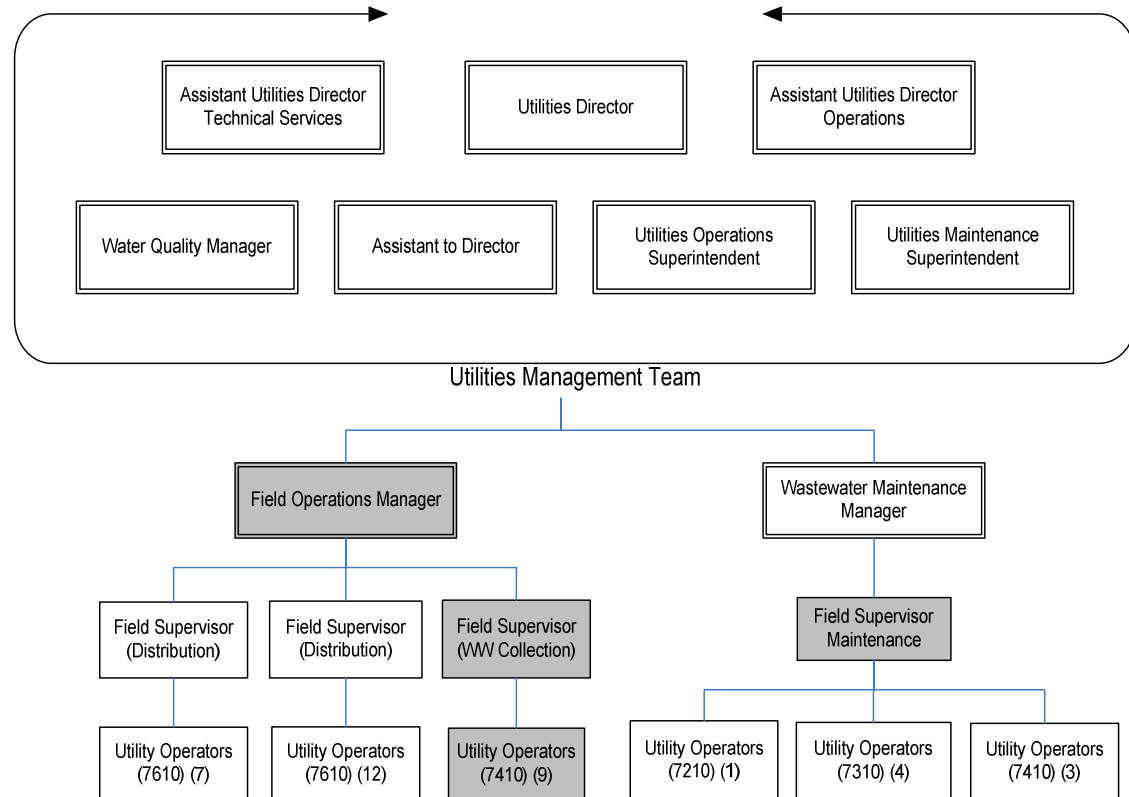 Assistant Utilities Director
Technical Services
Utilities Director
Assistant Utilities Director
Operations
Water Quality Manager
Assistant to Director
Utilities Operations
Superintendent
Utilities Maintenance
Superintendent
Utilities Management Team
Field Operations Manager
Wastewater Maintenance
Manager
Field Supervisor
(Distribution)
Field Supervisor
(Distribution)
Field Supervisor
(WW Collection)
Field Supervisor
Maintenance
Utility Operators
(7610) (7)
Utility Operators
(7610) (12)
Utility Operators
(7410) (9)
Utility Operators
(7210) (1)
Utility Operators
(7310) (4)
Utility Operators
(7410) (3)